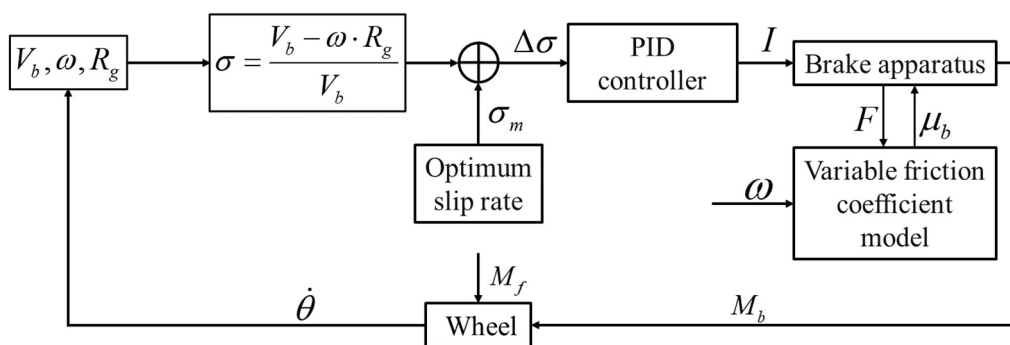 V_b, ω, R_g
σ = (V_b − ω · R_g) / V_b
Δσ
PID
controller
I
Brake apparatus
σ_m
F
μ_b
Optimum
slip rate
ω
Variable friction
coefficient
model
M_f
θ̇
Wheel
M_b